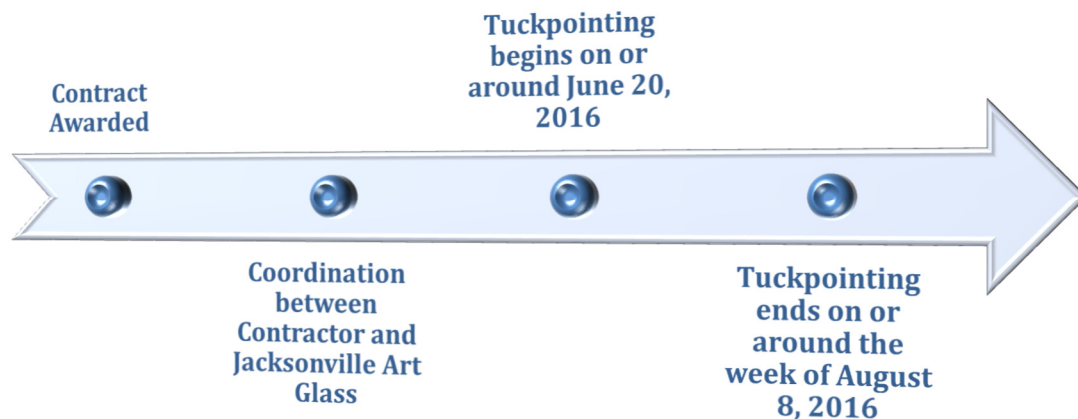 Contract
Awarded
Coordination
between
Contractor and
Jacksonville Art
Glass
Tuckpointing
begins on or
around June 20,
2016
Tuckpointing
ends on or
around the
week of August
8, 2016